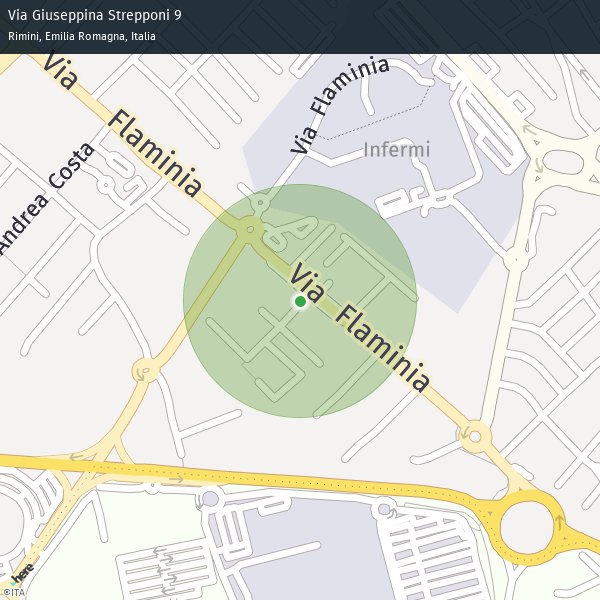 Via Giuseppina Strepponi 9
Rimini, Emilia Romagna, Italia
Via Flaminia
Via Flaminia
Infermi
Andrea Costa
Via Flaminia
here
©ITA